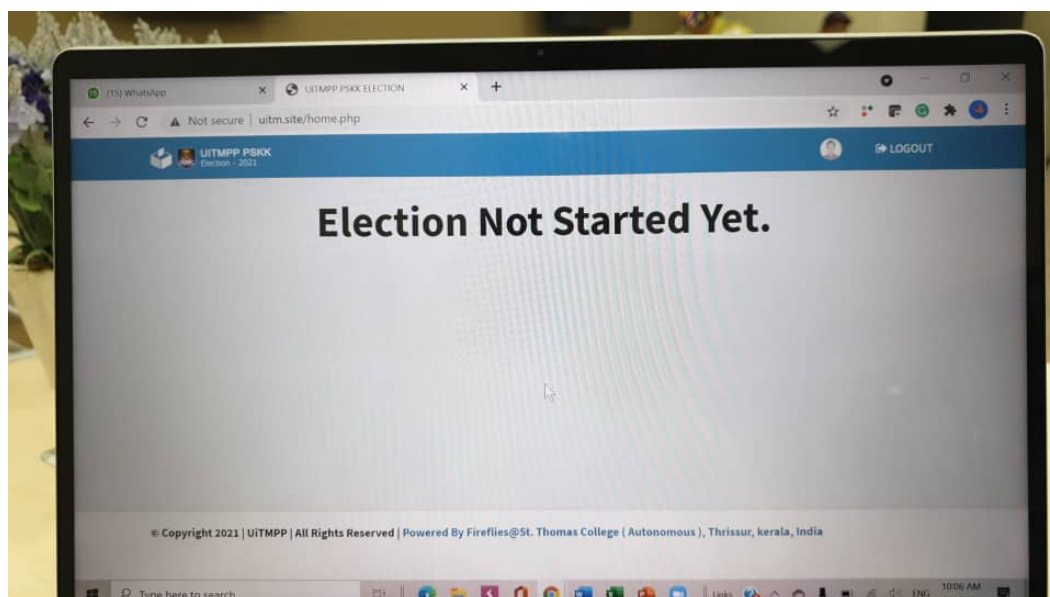 (15) WhatsApp
UITMPP PSKK ELECTION
Not secure | uitm.site/home.php
UITMPP PSKK
Election - 2021
LOGOUT
Election Not Started Yet.
© Copyright 2021 | UiTMPP | All Rights Reserved | Powered By Fireflies@St. Thomas College ( Autonomous ), Thrissur, kerala, India
Type here to search
Links
ENG
10:06 AM